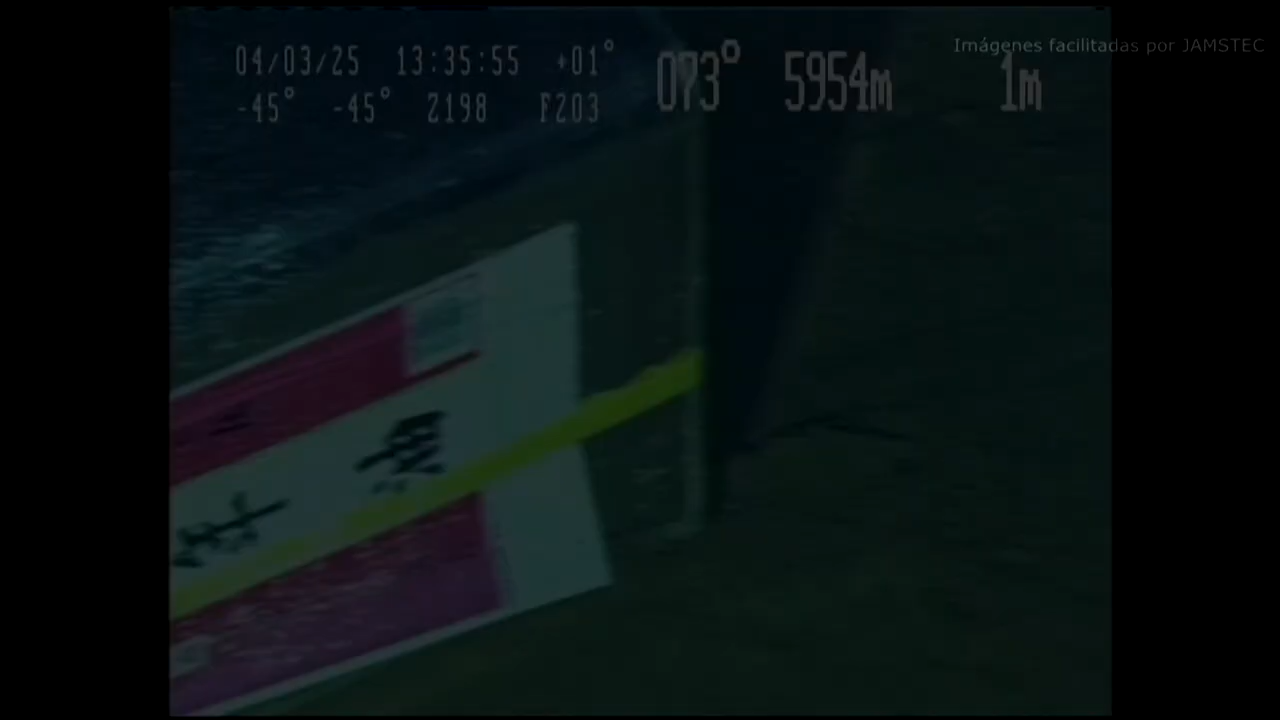 Imágenes facilitadas por JAMSTEC
04/03/25 13:35:55 +01° 073° 5954m 1m
-45° -45° 2198 F203